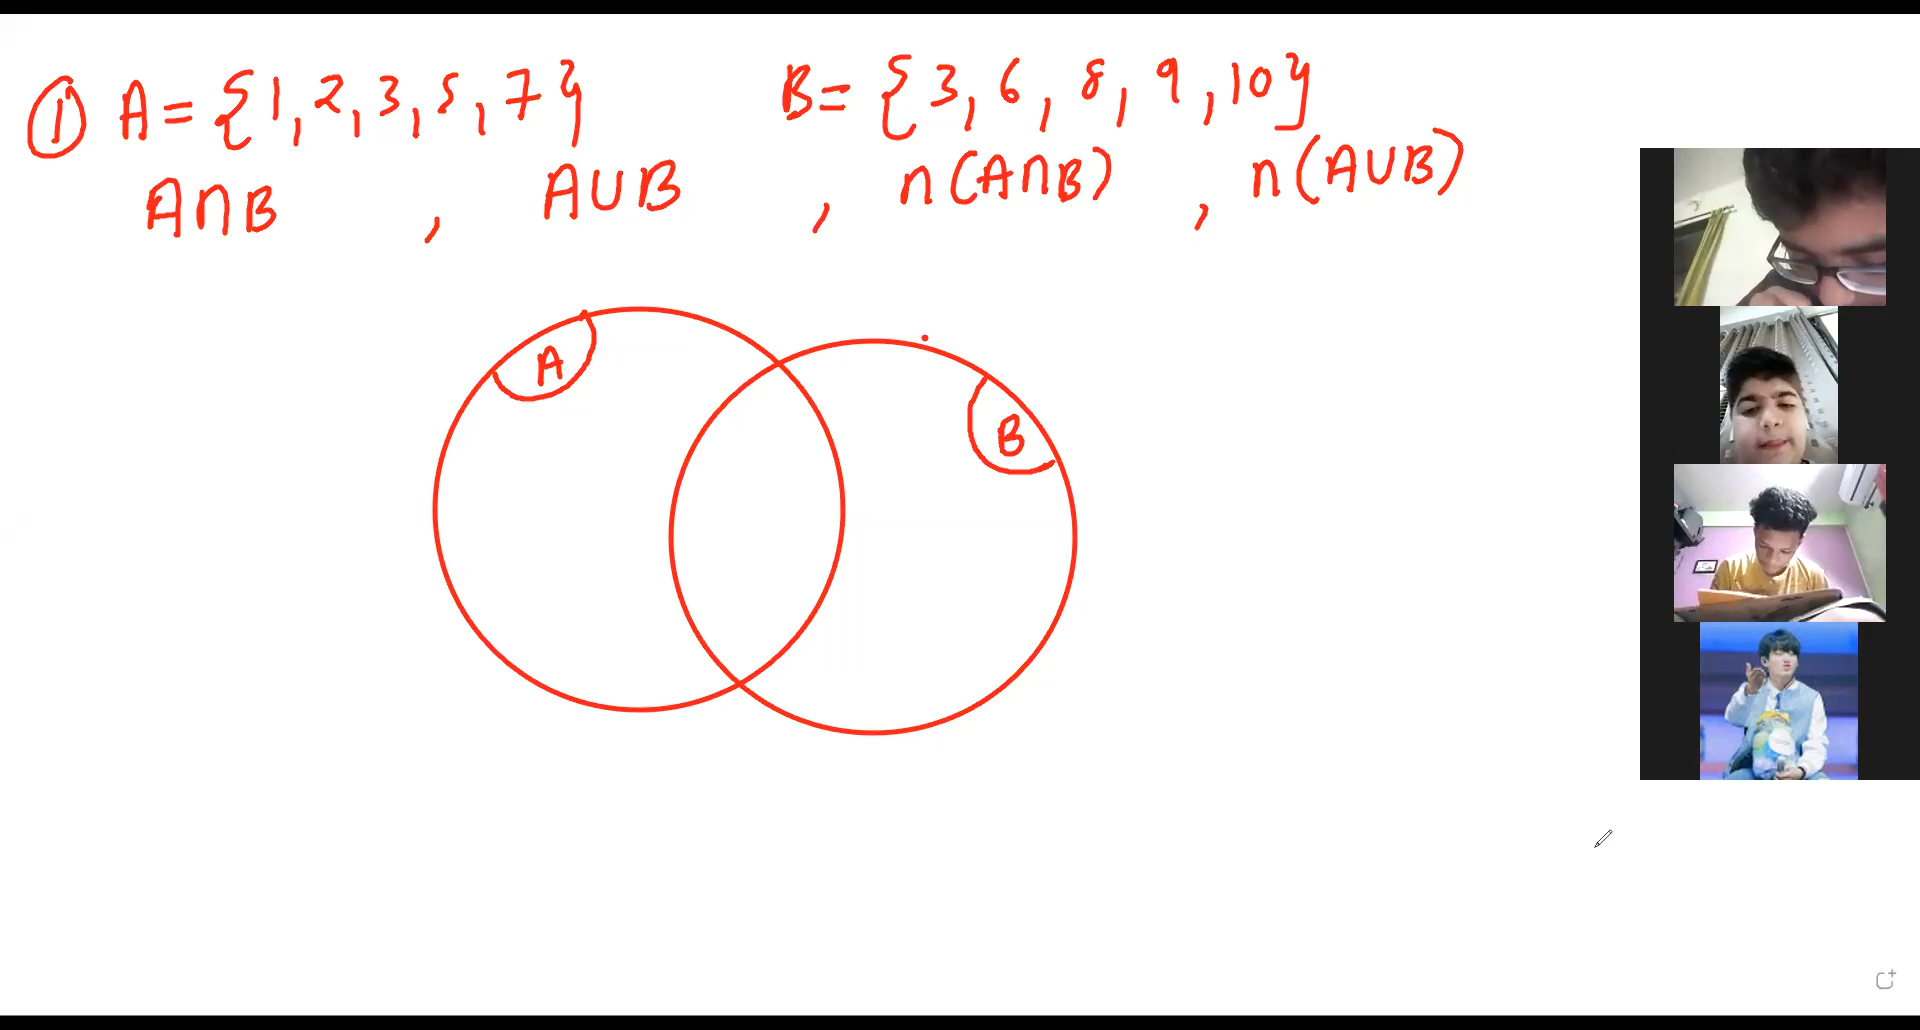 ① A = {1, 2, 3, 5, 7} B = {3, 6, 8, 9, 10}
A∩B , A∪B , n(A∩B) , n(A∪B)
A
B